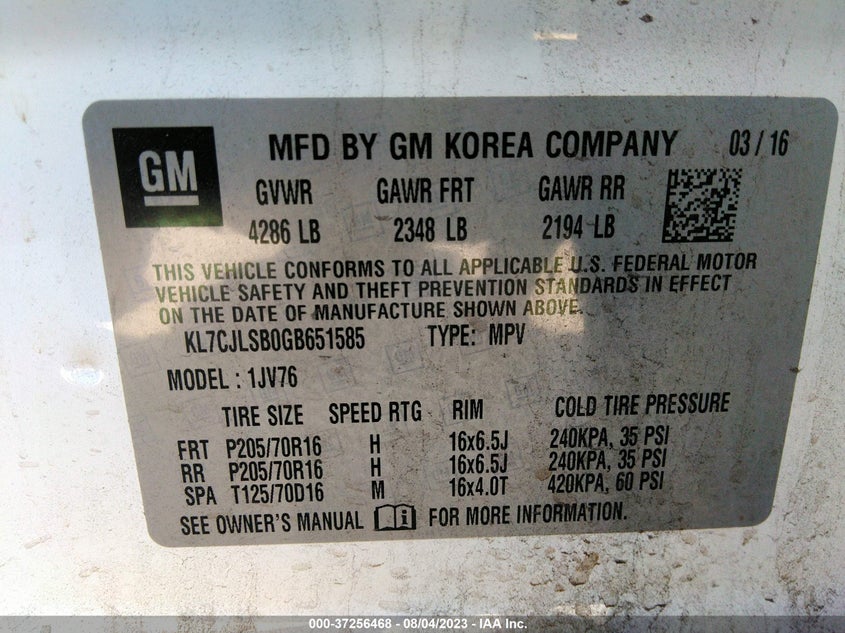 GM MFD BY GM KOREA COMPANY 03 / 16
GVWR GAWR FRT GAWR RR
4286 LB 2348 LB 2194 LB
THIS VEHICLE CONFORMS TO ALL APPLICABLE U.S. FEDERAL MOTOR
VEHICLE SAFETY AND THEFT PREVENTION STANDARDS IN EFFECT
ON THE DATE OF MANUFACTURE SHOWN ABOVE.
KL7CJLSB0GB651585 TYPE: MPV
MODEL : 1JV76
TIRE SIZE SPEED RTG RIM COLD TIRE PRESSURE
FRT P205/70R16 H 16x6.5J 240KPA, 35 PSI
RR P205/70R16 H 16x6.5J 240KPA, 35 PSI
SPA T125/70D16 M 16x4.0T 420KPA, 60 PSI
SEE OWNER'S MANUAL FOR MORE INFORMATION.
000-37256468 - 08/04/2023 - IAA Inc.